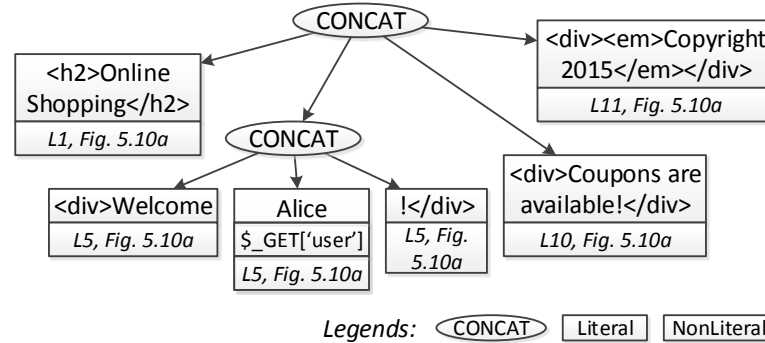 CONCAT
<h2>Online
Shopping</h2>
L1, Fig. 5.10a
<div><em>Copyright
2015</em></div>
L11, Fig. 5.10a
CONCAT
<div>Welcome
L5, Fig. 5.10a
Alice
$_GET[‘user’]
L5, Fig. 5.10a
!</div>
L5, Fig.
5.10a
<div>Coupons are
available!</div>
L10, Fig. 5.10a
Legends: CONCAT Literal NonLiteral